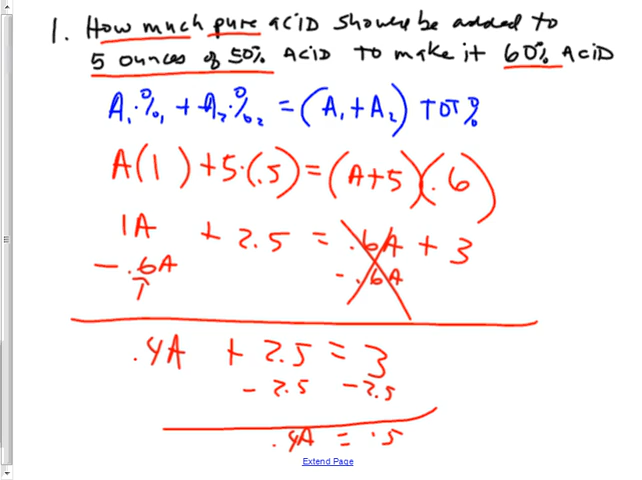 1. How much pure acid should be added to
5 ounces of 50% acid to make it 60% acid
A₁·%₁ + A₂·%₂ = (A₁ + A₂) TOT%
A(1) + 5·(.5) = (A+5)(.6)
1A + 2.5 = .6A + 3
- .6A - .6A
.4A + 2.5 = 3
- 2.5 - 2.5
.4A = .5
Extend Page